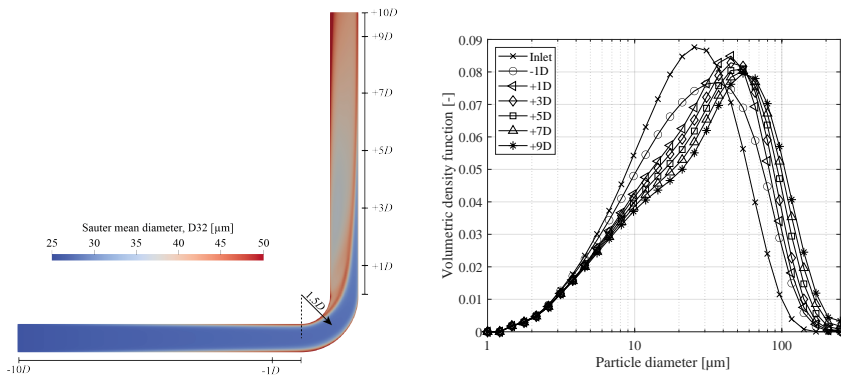 +10D
+9D
+7D
+5D
+3D
+1D
Sauter mean diameter, D32 [µm]
25 30 35 40 45 50
1.5D
-10D
-1D
Volumetric density function [-]
0.09
0.08
0.07
0.06
0.05
0.04
0.03
0.02
0.01
0
Inlet
-1D
+1D
+3D
+5D
+7D
+9D
1 10 100
Particle diameter [µm]